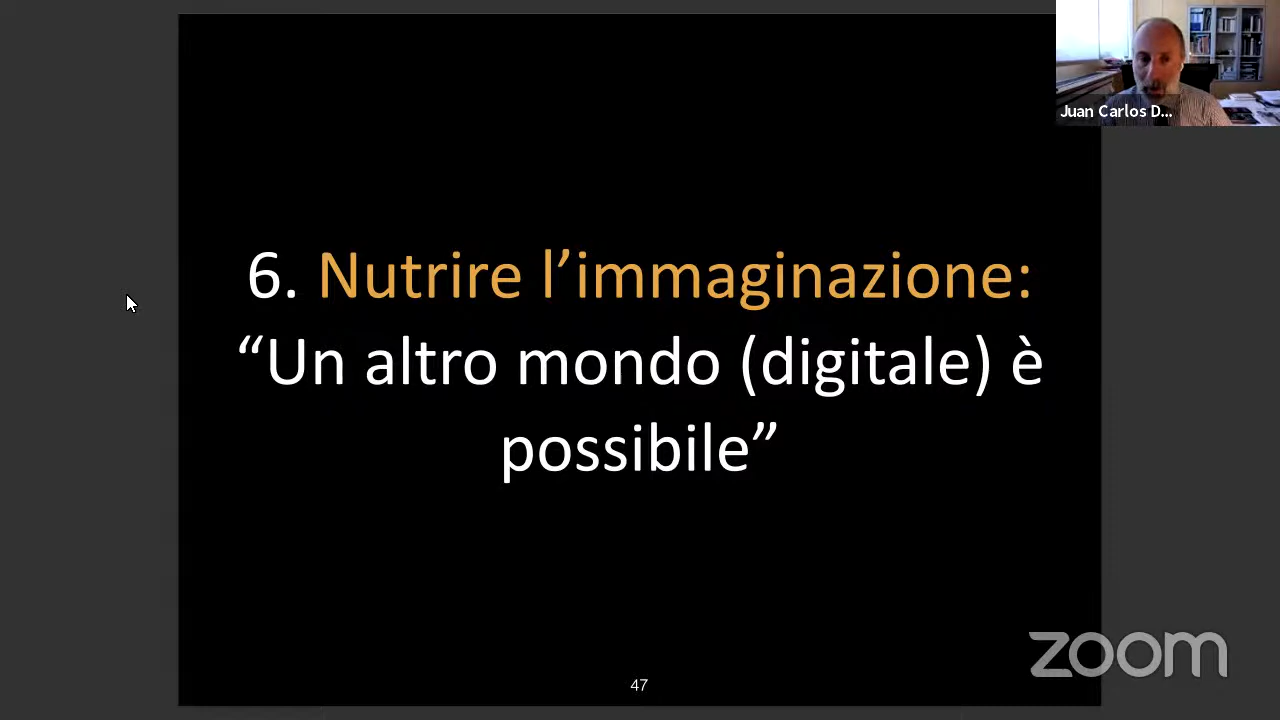 Juan Carlos D...
6. Nutrire l’immaginazione:
“Un altro mondo (digitale) è
possibile”
zoom
47